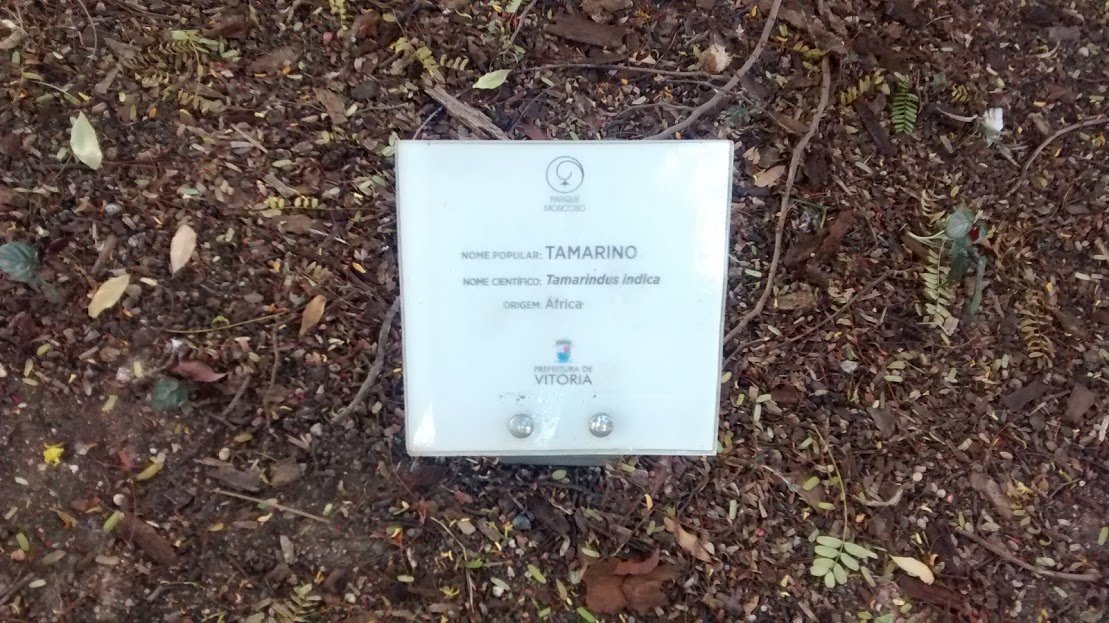 PARQUE
MOSCOSO
NOME POPULAR: TAMARINO
NOME CIENTÍFICO: Tamarindus indica
ORIGEM: África
PREFEITURA DE
VITÓRIA